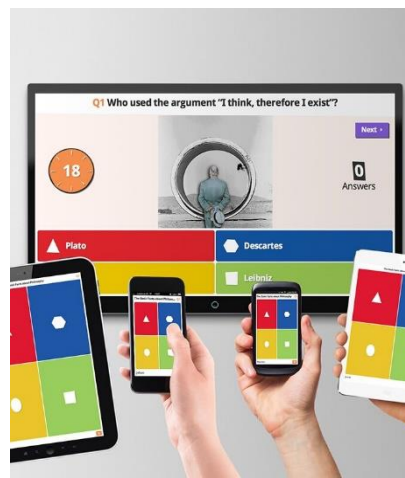 Q1 Who used the argument "I think, therefore I exist"?
Next
18
0
Answers
Plato
Descartes
Leibniz